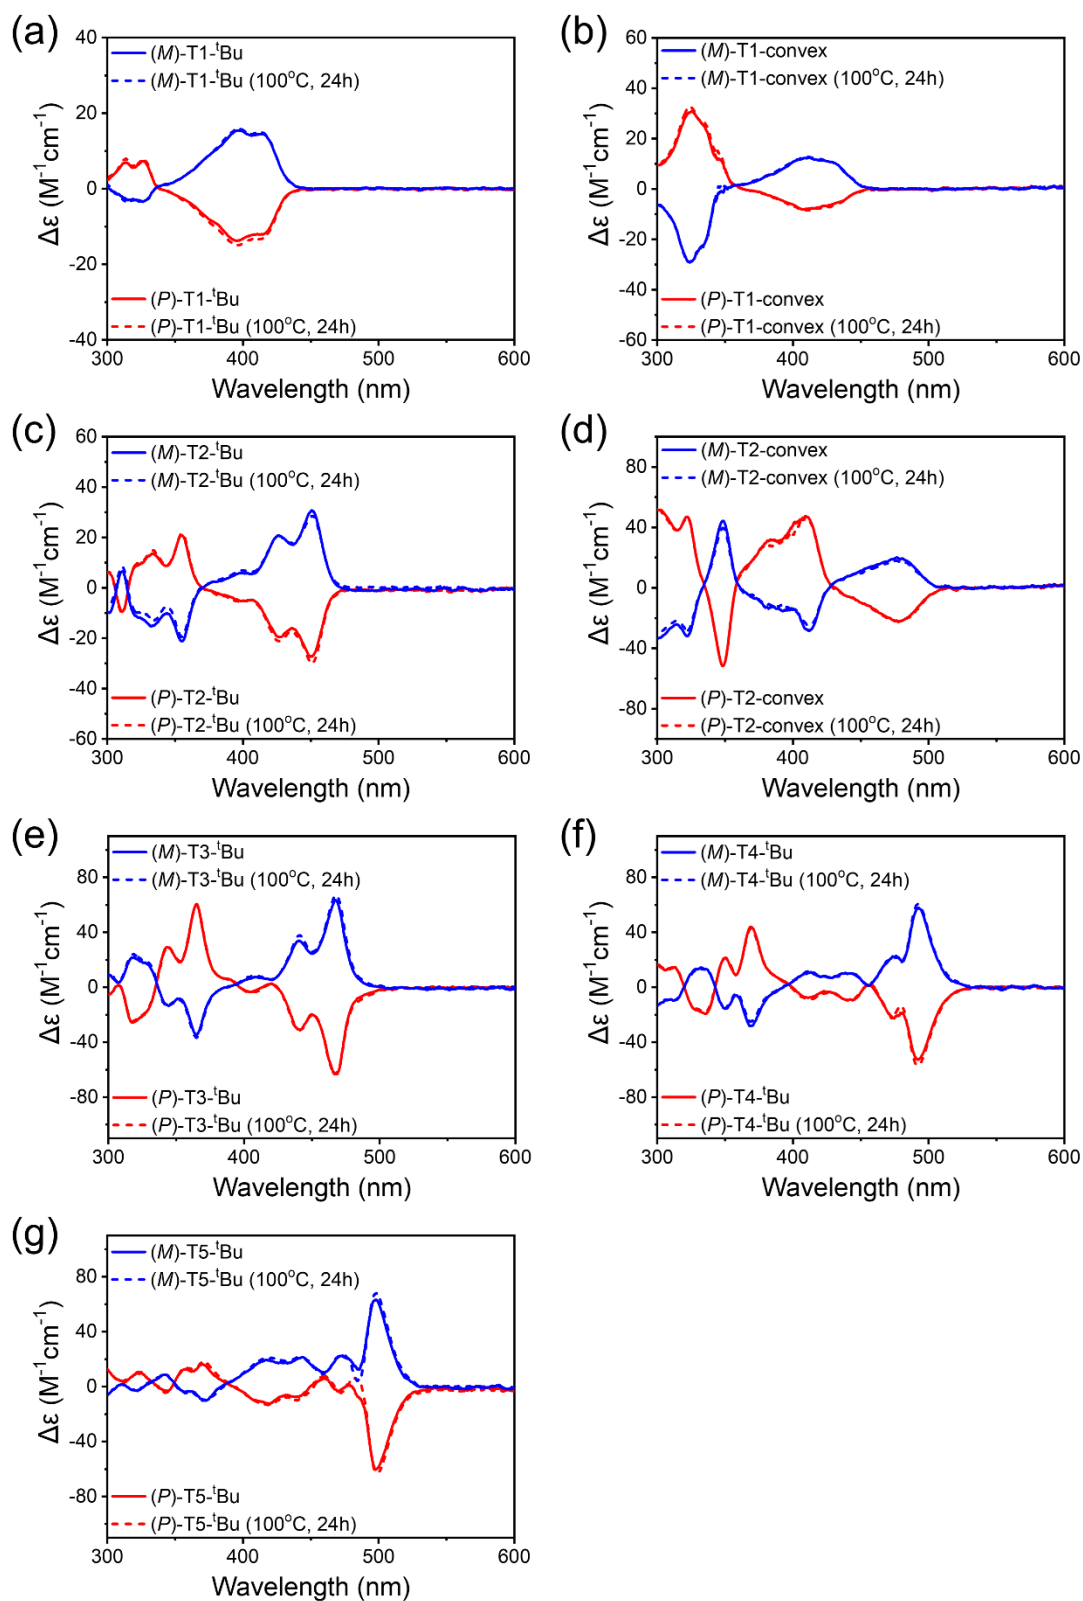 (a)
(M)-T1-ᵗBu
(M)-T1-ᵗBu (100°C, 24h)
(P)-T1-ᵗBu
(P)-T1-ᵗBu (100°C, 24h)
40
20
0
-20
-40
300
400
500
600
Δε (M⁻¹cm⁻¹)
Wavelength (nm)
(b)
(M)-T1-convex
(M)-T1-convex (100°C, 24h)
(P)-T1-convex
(P)-T1-convex (100°C, 24h)
60
40
20
0
-20
-40
-60
300
400
500
600
Δε (M⁻¹cm⁻¹)
Wavelength (nm)
(c)
(M)-T2-ᵗBu
(M)-T2-ᵗBu (100°C, 24h)
(P)-T2-ᵗBu
(P)-T2-ᵗBu (100°C, 24h)
60
40
20
0
-20
-40
-60
300
400
500
600
Δε (M⁻¹cm⁻¹)
Wavelength (nm)
(d)
(M)-T2-convex
(M)-T2-convex (100°C, 24h)
(P)-T2-convex
(P)-T2-convex (100°C, 24h)
80
40
0
-40
-80
300
400
500
600
Δε (M⁻¹cm⁻¹)
Wavelength (nm)
(e)
(M)-T3-ᵗBu
(M)-T3-ᵗBu (100°C, 24h)
(P)-T3-ᵗBu
(P)-T3-ᵗBu (100°C, 24h)
80
40
0
-40
-80
300
400
500
600
Δε (M⁻¹cm⁻¹)
Wavelength (nm)
(f)
(M)-T4-ᵗBu
(M)-T4-ᵗBu (100°C, 24h)
(P)-T4-ᵗBu
(P)-T4-ᵗBu (100°C, 24h)
80
40
0
-40
-80
300
400
500
600
Δε (M⁻¹cm⁻¹)
Wavelength (nm)
(g)
(M)-T5-ᵗBu
(M)-T5-ᵗBu (100°C, 24h)
(P)-T5-ᵗBu
(P)-T5-ᵗBu (100°C, 24h)
80
40
0
-40
-80
300
400
500
600
Δε (M⁻¹cm⁻¹)
Wavelength (nm)